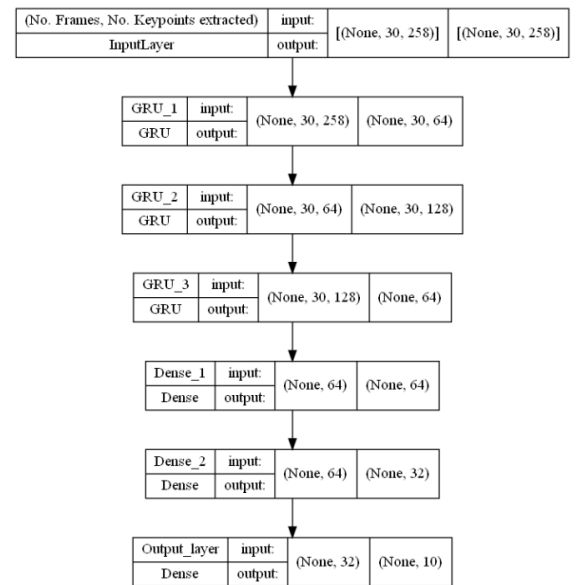 (No. Frames, No. Keypoints extracted) input: [(None, 30, 258)] [(None, 30, 258)]
InputLayer output:
GRU_1 input: (None, 30, 258) (None, 30, 64)
GRU output:
GRU_2 input: (None, 30, 64) (None, 30, 128)
GRU output:
GRU_3 input: (None, 30, 128) (None, 64)
GRU output:
Dense_1 input: (None, 64) (None, 64)
Dense output:
Dense_2 input: (None, 64) (None, 32)
Dense output:
Output_layer input: (None, 32) (None, 10)
Dense output: